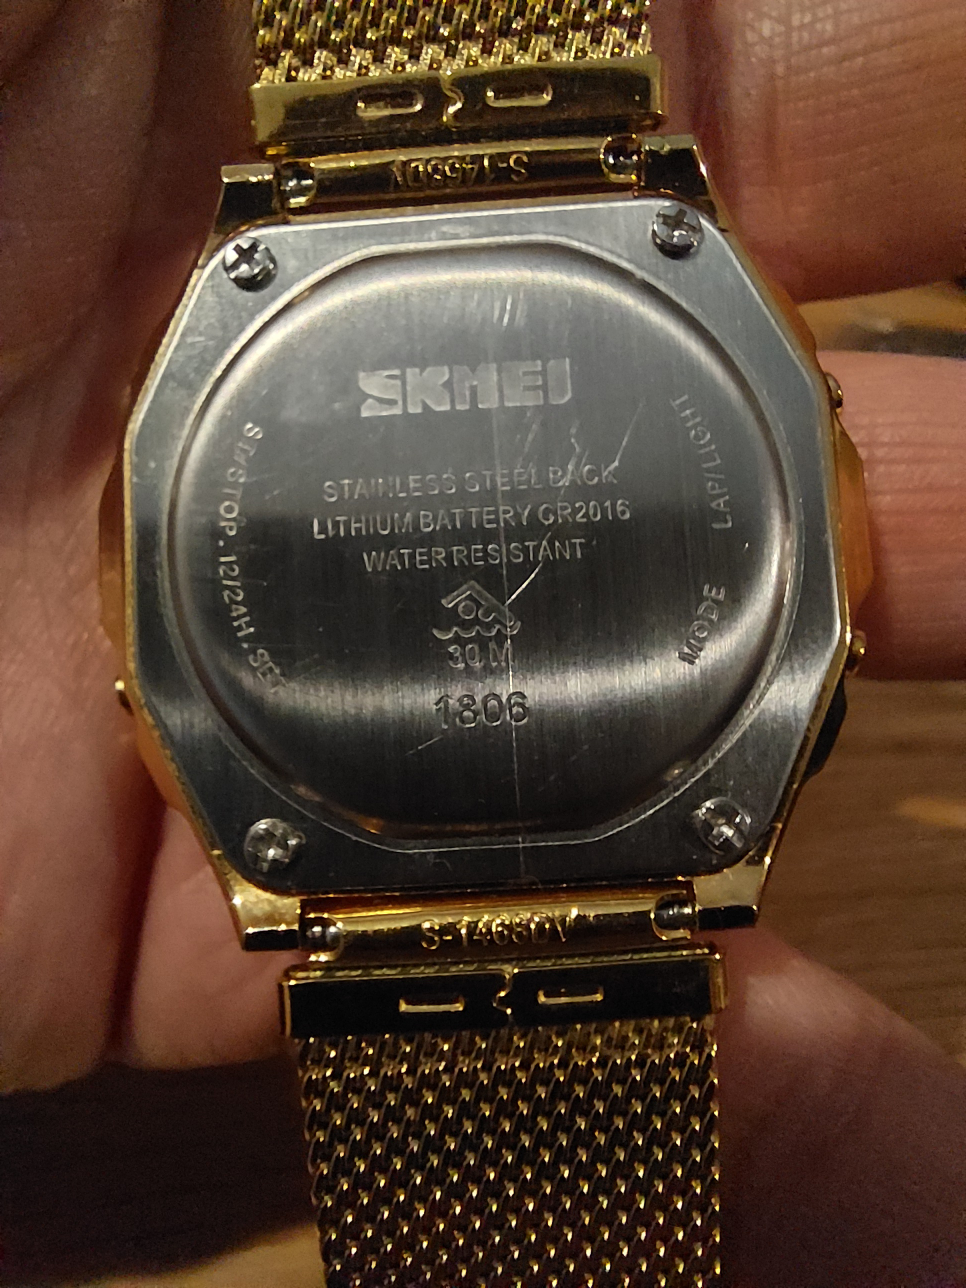 S-1468DV
SKMEI
STAINLESS STEEL BACK
LITHIUM BATTERY CR2016
WATER RESISTANT
30 M
1806
ST/STOP. 12/24H, SET
LAP/LIGHT
MODE
S-1468DV